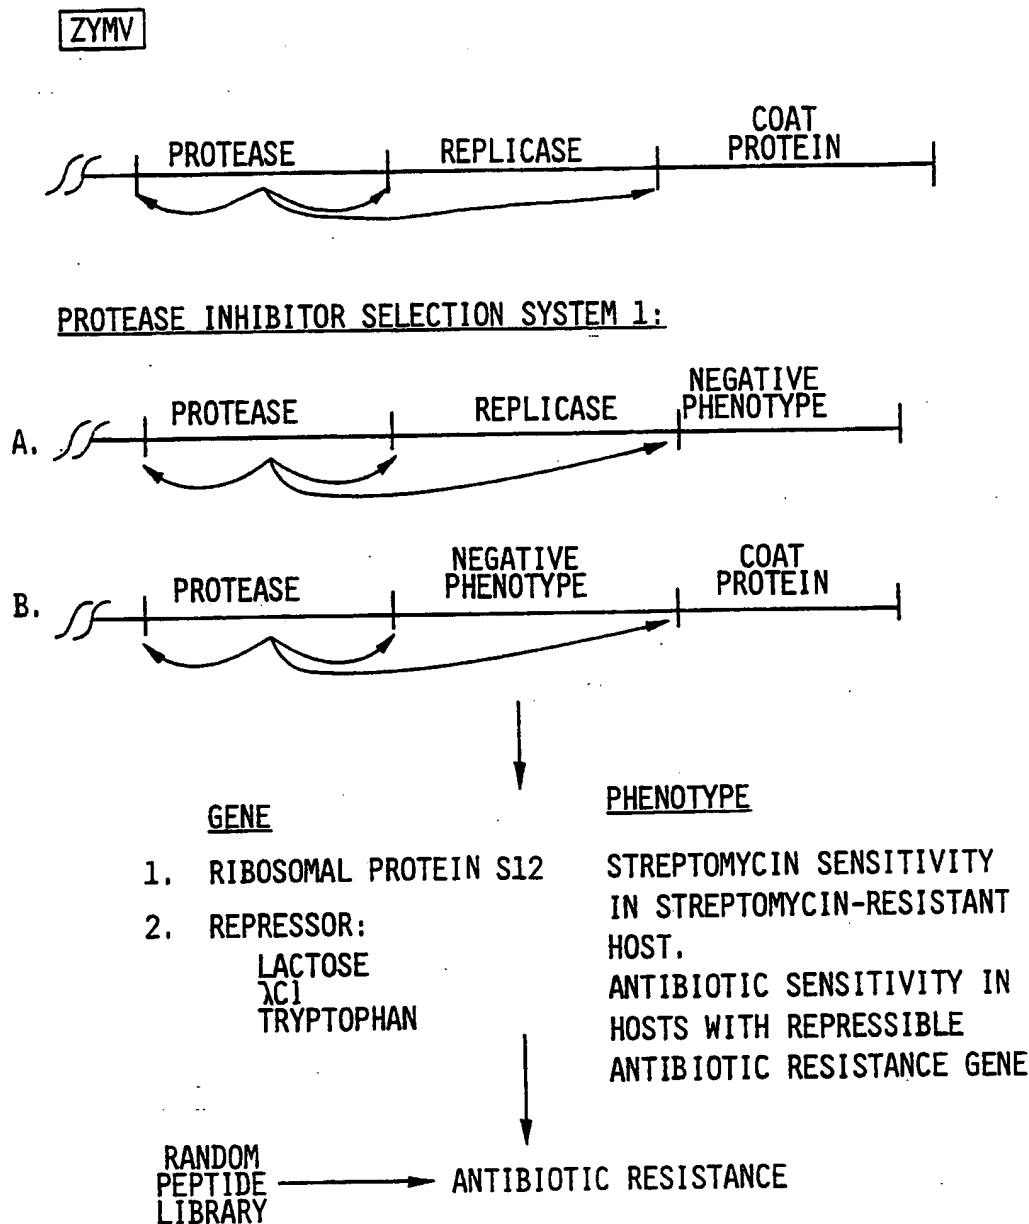 ZYMV
PROTEASE
REPLICASE
COAT
PROTEIN
PROTEASE INHIBITOR SELECTION SYSTEM 1:
A.
PROTEASE
REPLICASE
NEGATIVE
PHENOTYPE
B.
PROTEASE
NEGATIVE
PHENOTYPE
COAT
PROTEIN
GENE
1. RIBOSOMAL PROTEIN S12
2. REPRESSOR:
LACTOSE
λC1
TRYPTOPHAN
PHENOTYPE
STREPTOMYCIN SENSITIVITY
IN STREPTOMYCIN-RESISTANT
HOST.
ANTIBIOTIC SENSITIVITY IN
HOSTS WITH REPRESSIBLE
ANTIBIOTIC RESISTANCE GENE
RANDOM
PEPTIDE
LIBRARY
ANTIBIOTIC RESISTANCE